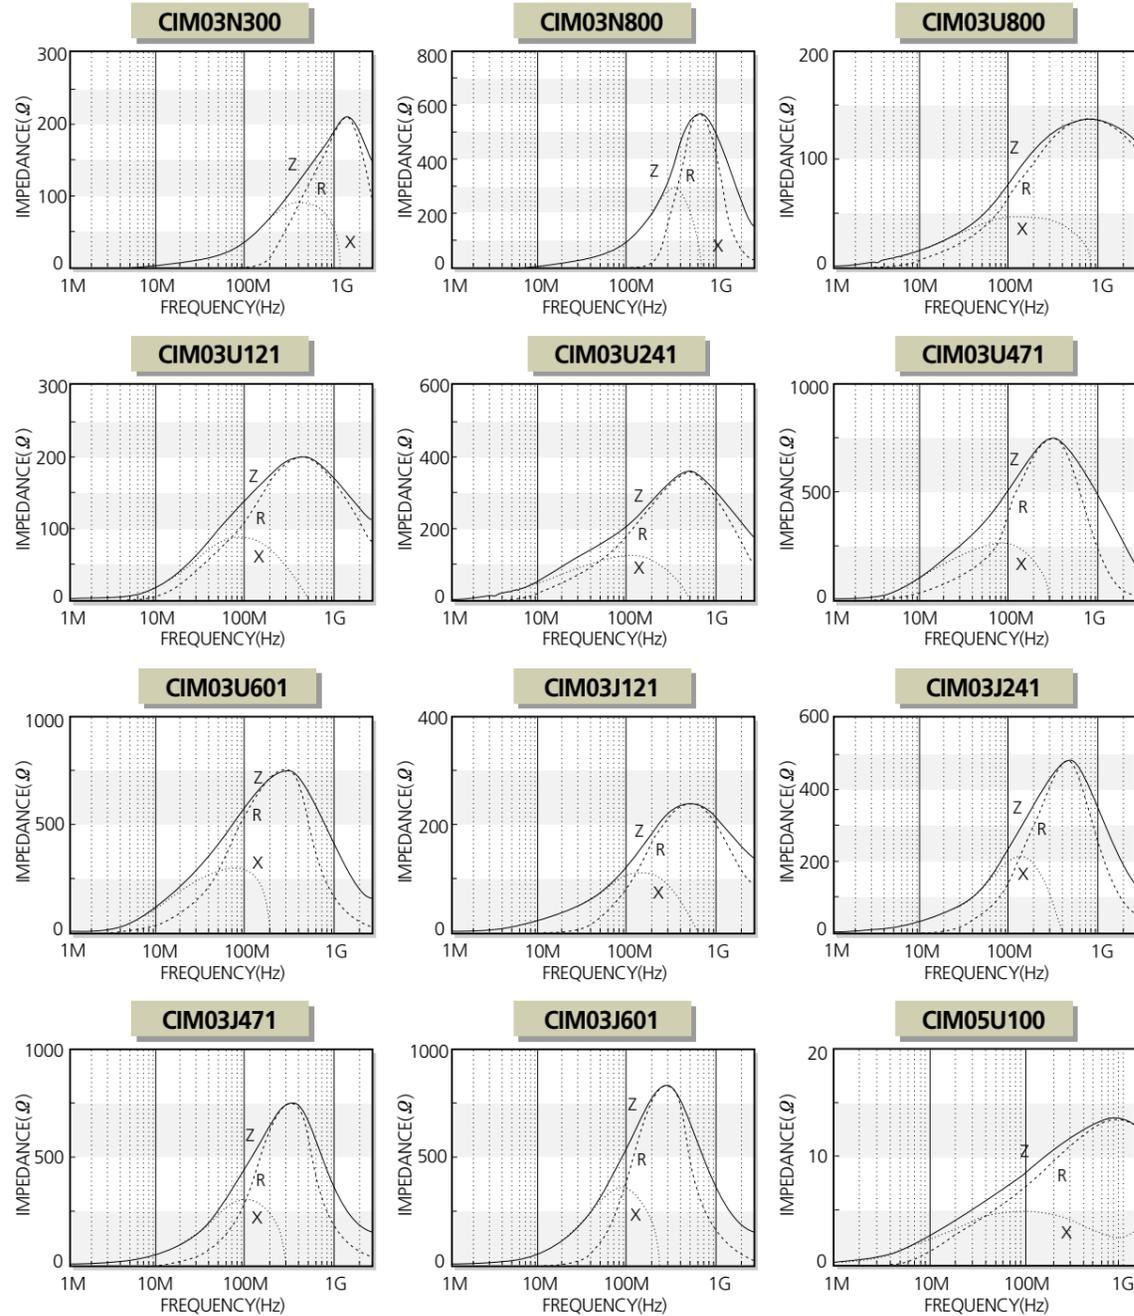 CIM03N300
300
200
100
0
IMPEDANCE(Ω)
Z
R
X
1M 10M 100M 1G
FREQUENCY(Hz)
CIM03N800
800
600
400
200
0
IMPEDANCE(Ω)
Z
R
X
1M 10M 100M 1G
FREQUENCY(Hz)
CIM03U800
200
100
0
IMPEDANCE(Ω)
Z
R
X
1M 10M 100M 1G
FREQUENCY(Hz)
CIM03U121
300
200
100
0
IMPEDANCE(Ω)
Z
R
X
1M 10M 100M 1G
FREQUENCY(Hz)
CIM03U241
600
400
200
0
IMPEDANCE(Ω)
Z
R
X
1M 10M 100M 1G
FREQUENCY(Hz)
CIM03U471
1000
500
0
IMPEDANCE(Ω)
Z
R
X
1M 10M 100M 1G
FREQUENCY(Hz)
CIM03U601
1000
500
0
IMPEDANCE(Ω)
Z
R
X
1M 10M 100M 1G
FREQUENCY(Hz)
CIM03J121
400
200
0
IMPEDANCE(Ω)
Z
R
X
1M 10M 100M 1G
FREQUENCY(Hz)
CIM03J241
600
400
200
0
IMPEDANCE(Ω)
Z
R
X
1M 10M 100M 1G
FREQUENCY(Hz)
CIM03J471
1000
500
0
IMPEDANCE(Ω)
Z
R
X
1M 10M 100M 1G
FREQUENCY(Hz)
CIM03J601
1000
500
0
IMPEDANCE(Ω)
Z
R
X
1M 10M 100M 1G
FREQUENCY(Hz)
CIM05U100
20
10
0
IMPEDANCE(Ω)
Z
R
X
1M 10M 100M 1G
FREQUENCY(Hz)